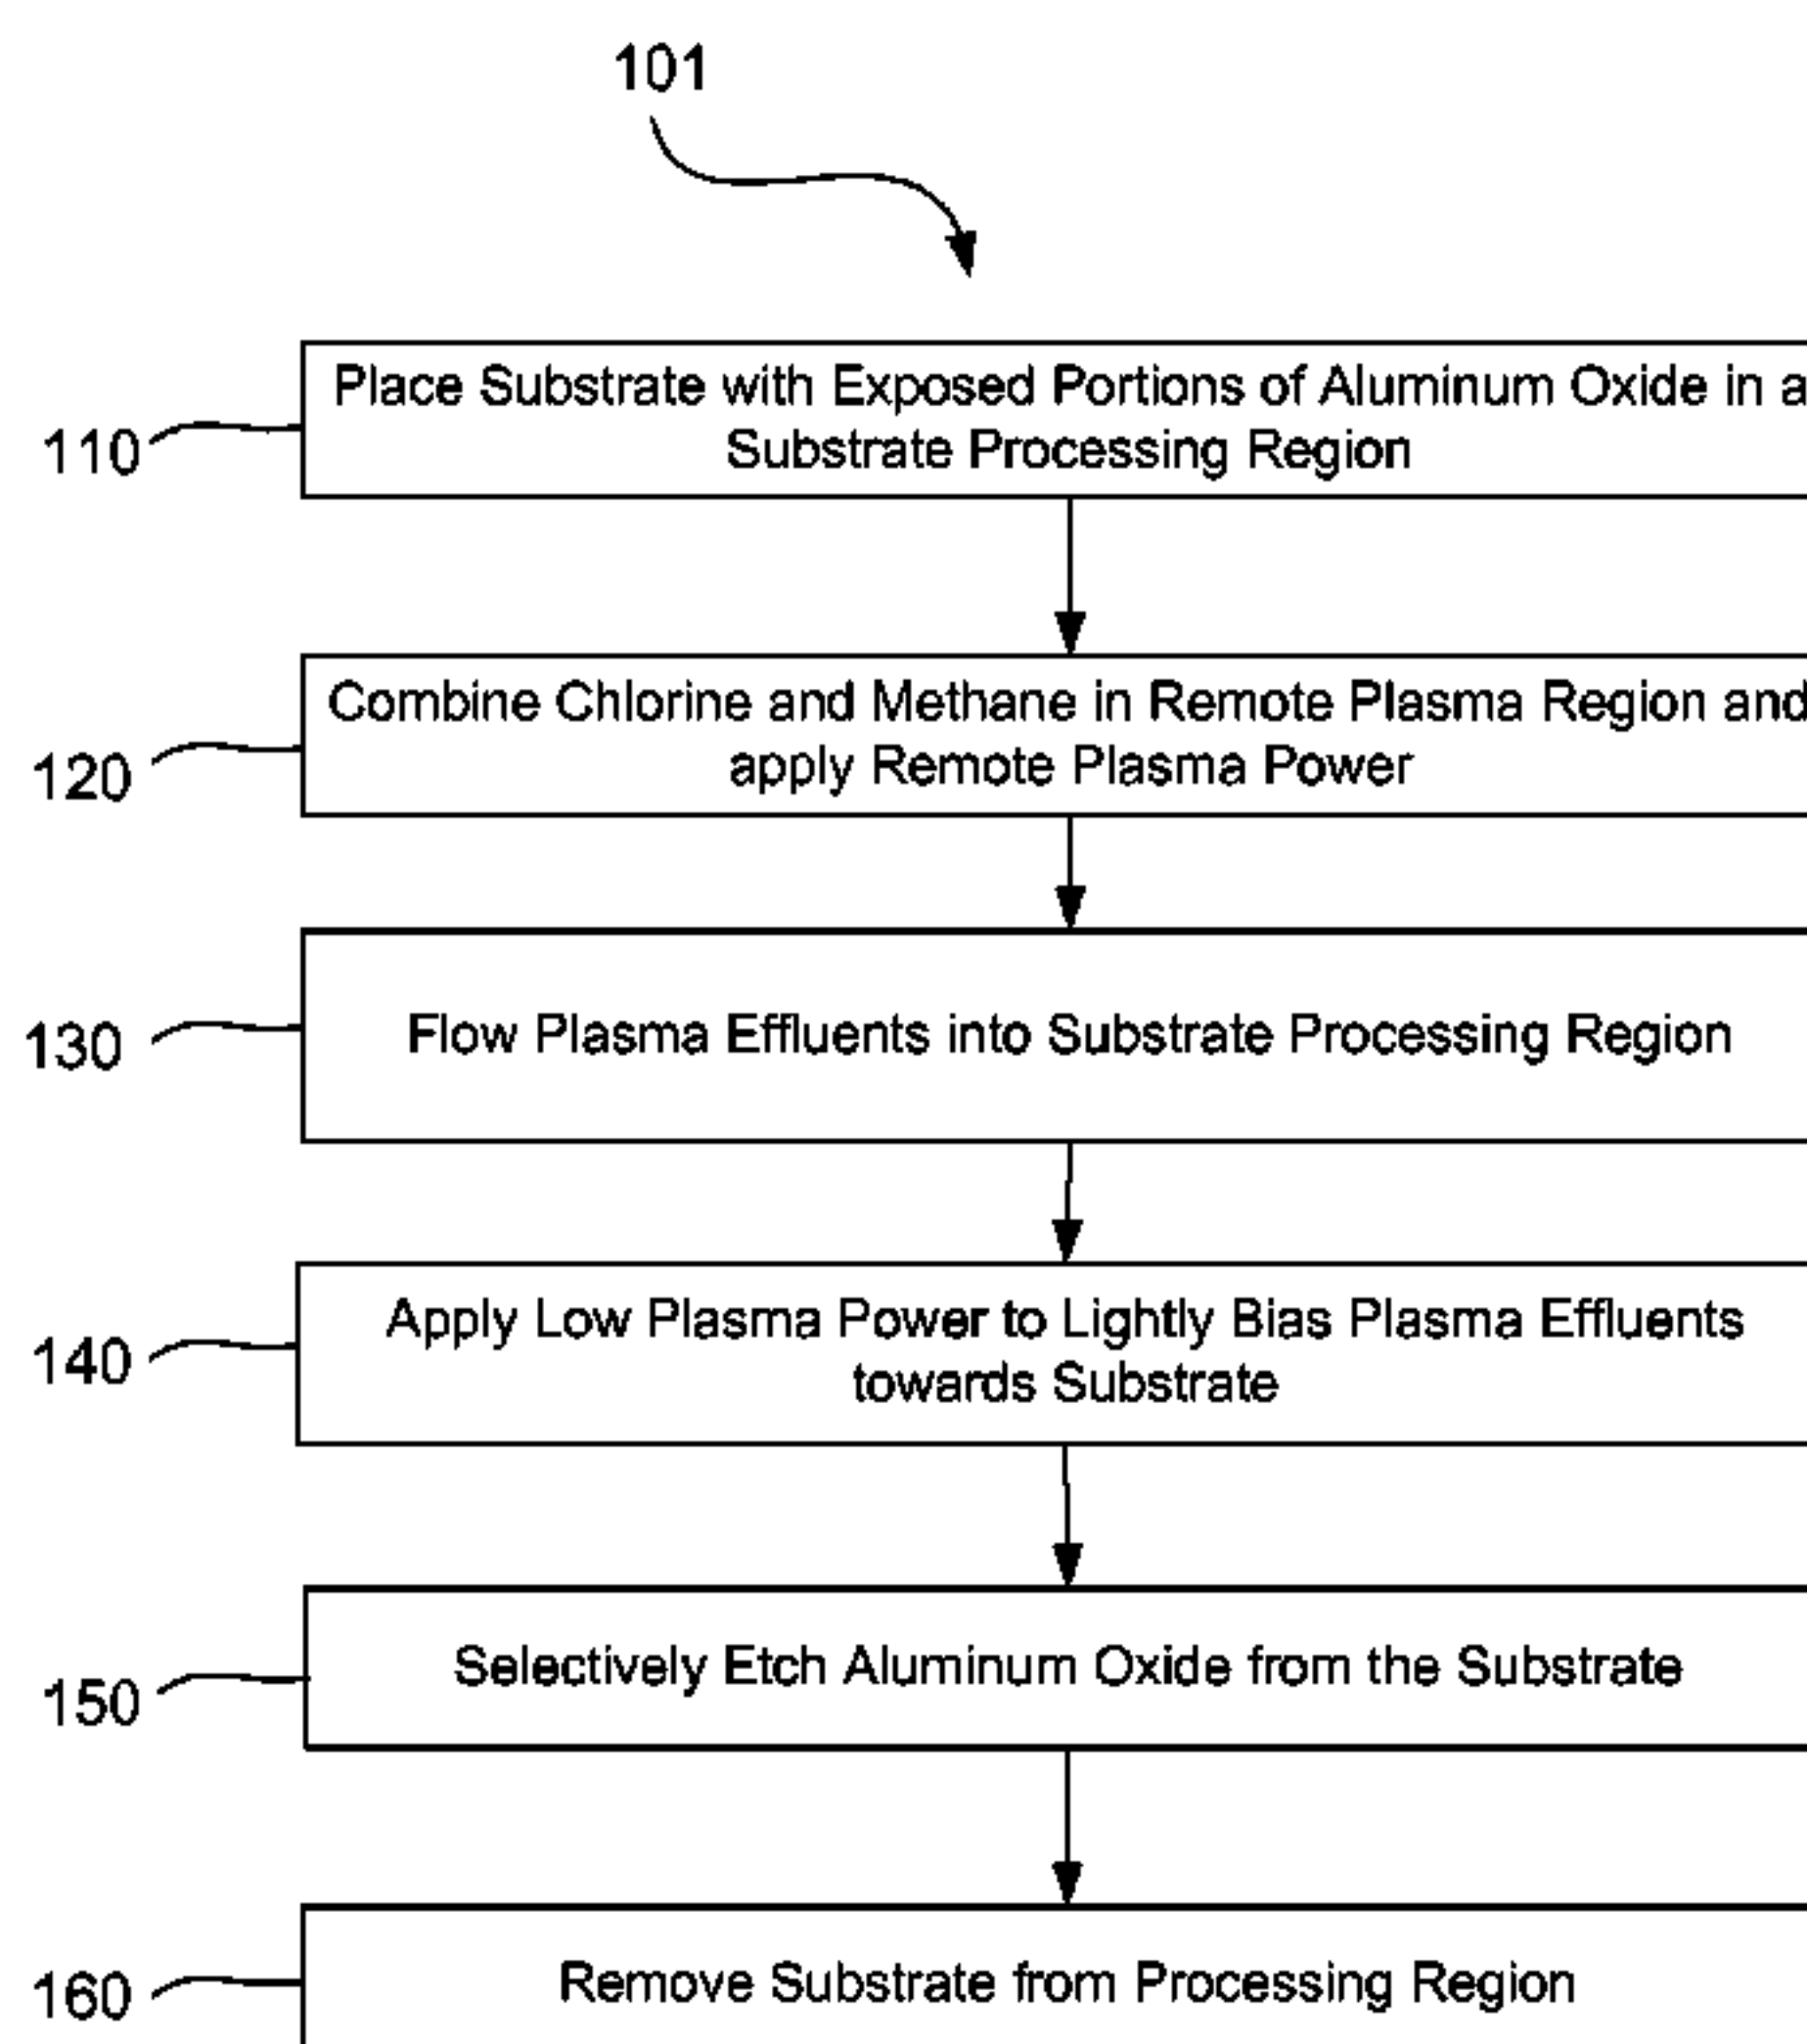 101
Place Substrate with Exposed Portions of Aluminum Oxide in a
Substrate Processing Region
110
Combine Chlorine and Methane in Remote Plasma Region and
apply Remote Plasma Power
120
Flow Plasma Effluents into Substrate Processing Region
130
Apply Low Plasma Power to Lightly Bias Plasma Effluents
towards Substrate
140
Selectively Etch Aluminum Oxide from the Substrate
150
Remove Substrate from Processing Region
160